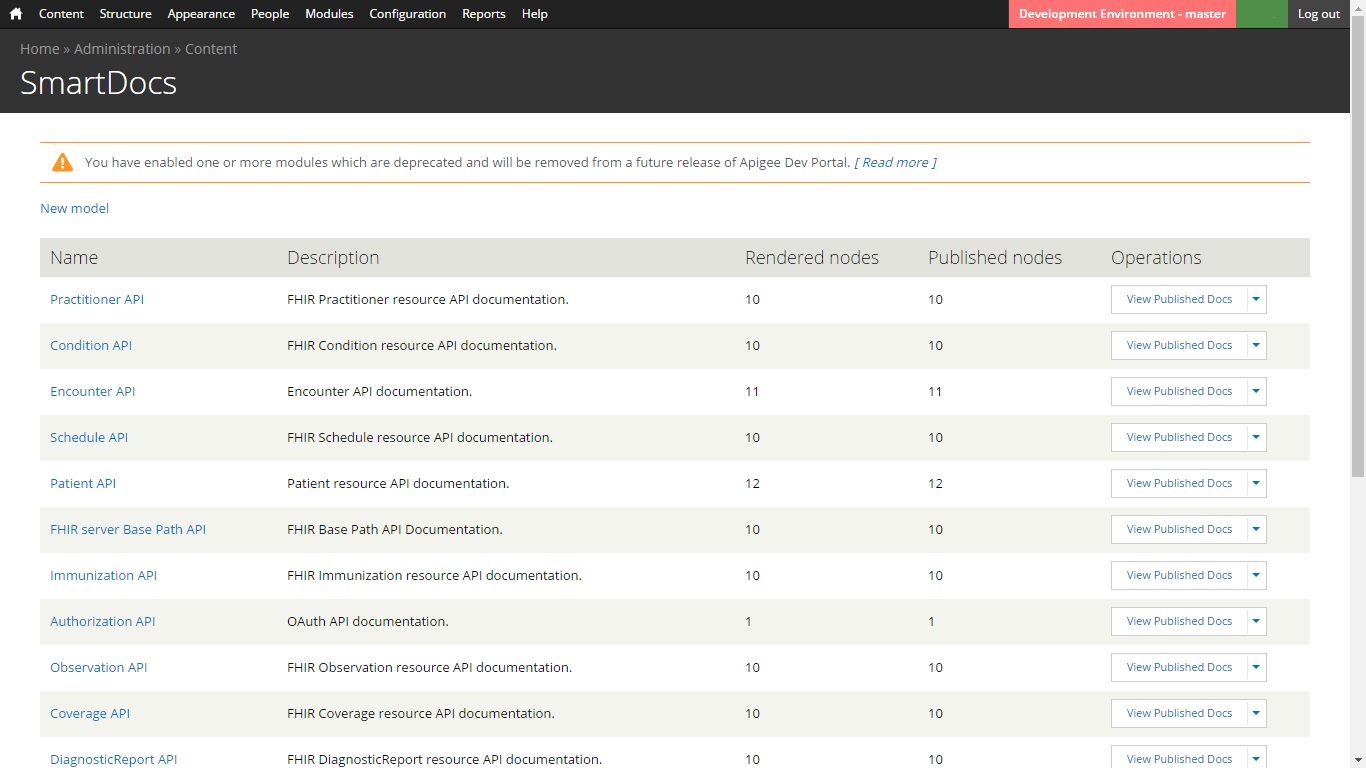 Content Structure Appearance People Modules Configuration Reports Help Development Environment - master Log out
Home » Administration » Content
SmartDocs
You have enabled one or more modules which are deprecated and will be removed from a future release of Apigee Dev Portal. [ Read more ]
New model
Name Description Rendered nodes Published nodes Operations
Practitioner API FHIR Practitioner resource API documentation. 10 10 View Published Docs
Condition API FHIR Condition resource API documentation. 10 10 View Published Docs
Encounter API Encounter API documentation. 11 11 View Published Docs
Schedule API FHIR Schedule resource API documentation. 10 10 View Published Docs
Patient API Patient resource API documentation. 12 12 View Published Docs
FHIR server Base Path API FHIR Base Path API Documentation. 10 10 View Published Docs
Immunization API FHIR Immunization resource API documentation. 10 10 View Published Docs
Authorization API OAuth API documentation. 1 1 View Published Docs
Observation API FHIR Observation resource API documentation. 10 10 View Published Docs
Coverage API FHIR Coverage resource API documentation. 10 10 View Published Docs
DiagnosticReport API FHIR DiagnosticReport resource API documentation. 10 10 View Published Docs